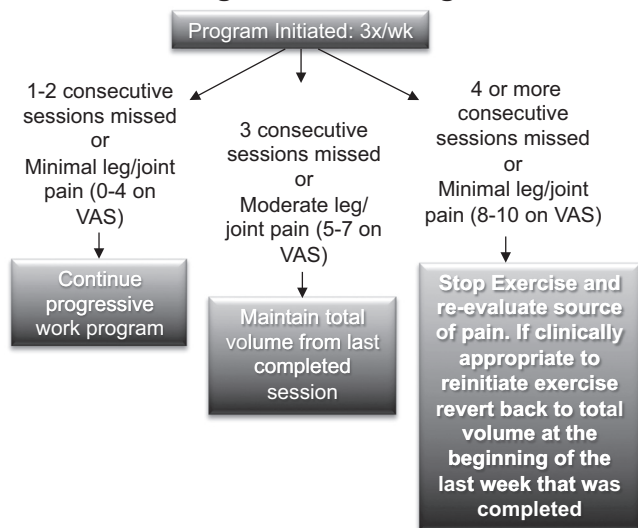 Program Initiated: 3x/wk
1-2 consecutive
sessions missed
or
Minimal leg/joint
pain (0-4 on
VAS)
Continue
progressive
work program
3 consecutive
sessions missed
or
Moderate leg/
joint pain (5-7 on
VAS)
Maintain total
volume from last
completed
session
4 or more
consecutive
sessions missed
or
Minimal leg/joint
pain (8-10 on VAS)
Stop Exercise and
re-evaluate source
of pain. If clinically
appropriate to
reinitiate exercise
revert back to total
volume at the
beginning of the
last week that was
completed